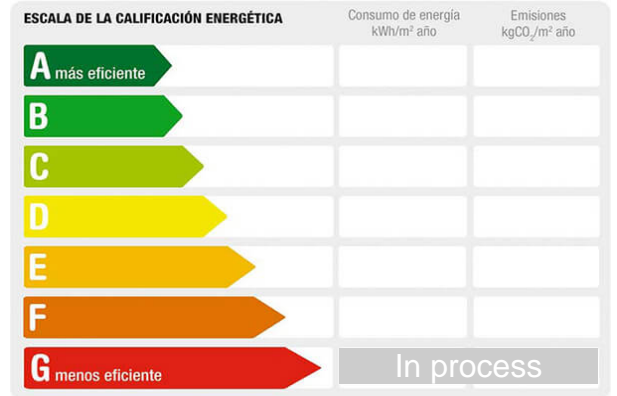 ESCALA DE LA CALIFICACIÓN ENERGÉTICA
Consumo de energía
kWh/m² año
Emisiones
kgCO₂/m² año
A más eficiente
B
C
D
E
F
G menos eficiente
In process